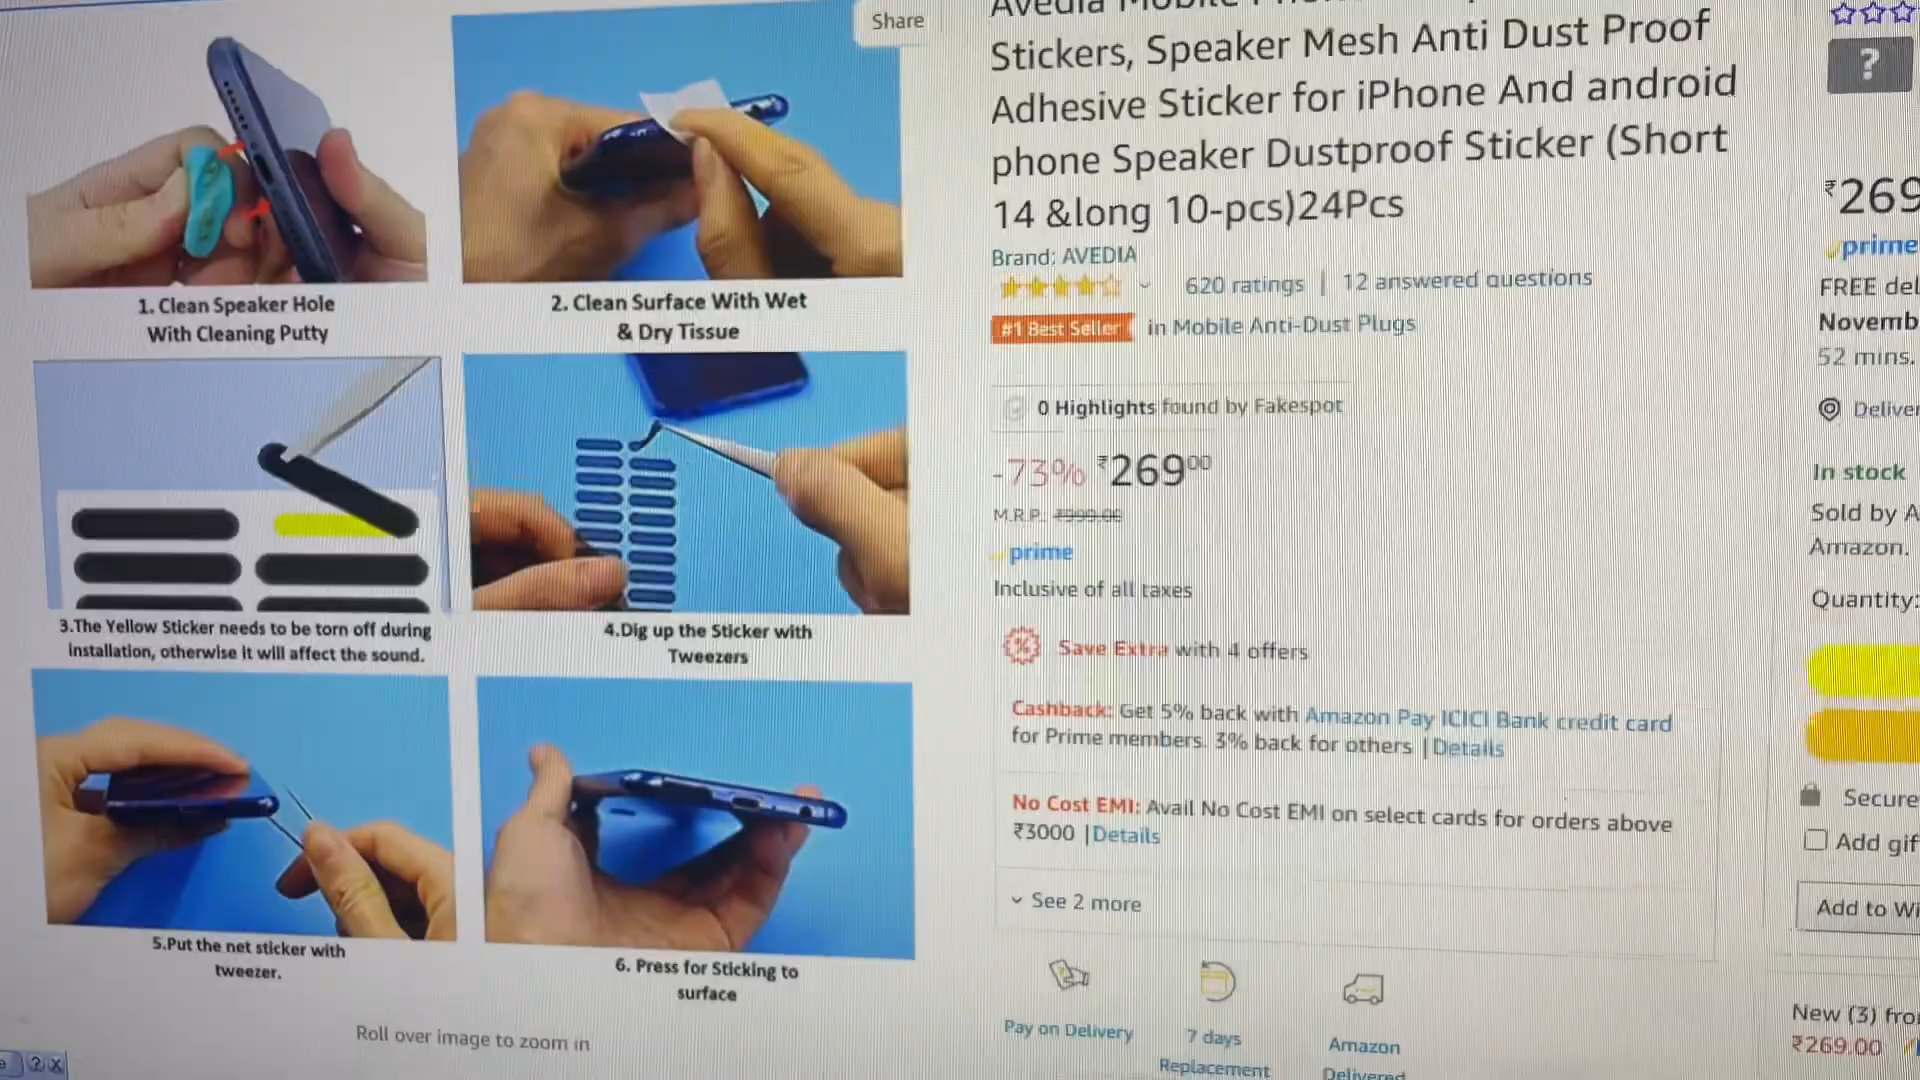 Share
1. Clean Speaker Hole
With Cleaning Putty
2. Clean Surface With Wet
& Dry Tissue
3.The Yellow Sticker needs to be torn off during
installation, otherwise it will affect the sound.
4.Dig up the Sticker with
Tweezers
5.Put the net sticker with
tweezer.
6. Press for Sticking to
surface
Roll over image to zoom in
? X
Avedia Mobile
Stickers, Speaker Mesh Anti Dust Proof
Adhesive Sticker for iPhone And android
phone Speaker Dustproof Sticker (Short
14 &long 10-pcs)24Pcs
Brand: AVEDIA
620 ratings | 12 answered questions
#1 Best Seller in Mobile Anti-Dust Plugs
0 Highlights found by Fakespot
-73% ₹26900
M.R.P.: ₹999.00
prime
Inclusive of all taxes
Save Extra with 4 offers
Cashback: Get 5% back with Amazon Pay ICICI Bank credit card
for Prime members. 3% back for others | Details
No Cost EMI: Avail No Cost EMI on select cards for orders above
₹3000 | Details
See 2 more
Pay on Delivery
7 days
Replacement
Amazon
Delivered
?
₹269
prime
FREE del
Novemb
52 mins.
Deliver
In stock
Sold by A
Amazon.
Quantity:
Secure
Add gif
Add to Wi
New (3) fro
₹269.00